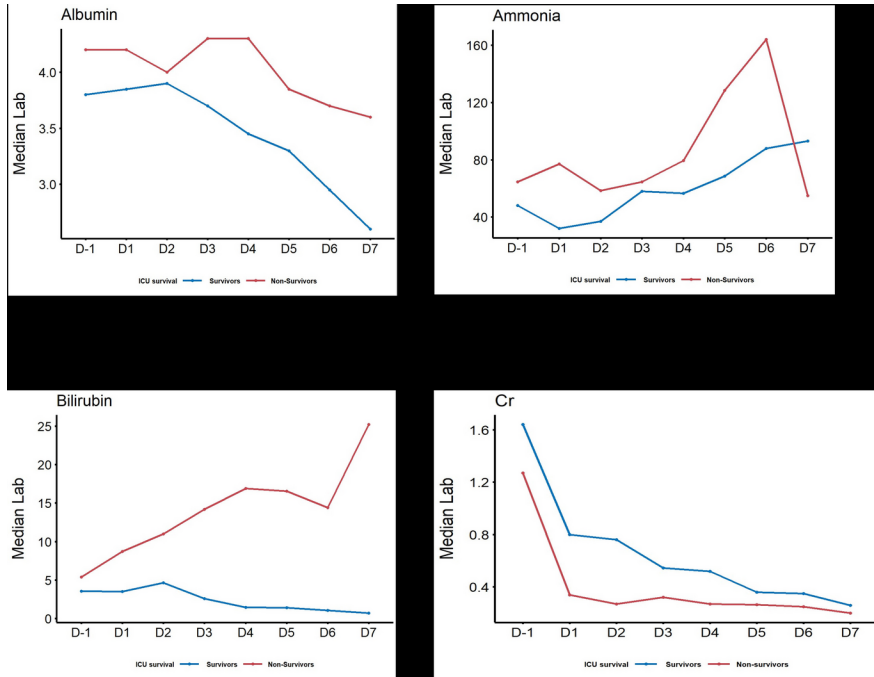 Albumin
Median Lab
4.0
3.5
3.0
D-1 D1 D2 D3 D4 D5 D6 D7
ICU survival Survivors Non-Survivors
Ammonia
Median Lab
160
120
80
40
D-1 D1 D2 D3 D4 D5 D6 D7
ICU survival Survivors Non-Survivors
Bilirubin
Median Lab
25
20
15
10
5
0
D-1 D1 D2 D3 D4 D5 D6 D7
ICU survival Survivors Non-Survivors
Cr
Median Lab
1.6
1.2
0.8
0.4
D-1 D1 D2 D3 D4 D5 D6 D7
ICU survival Survivors Non-survivors